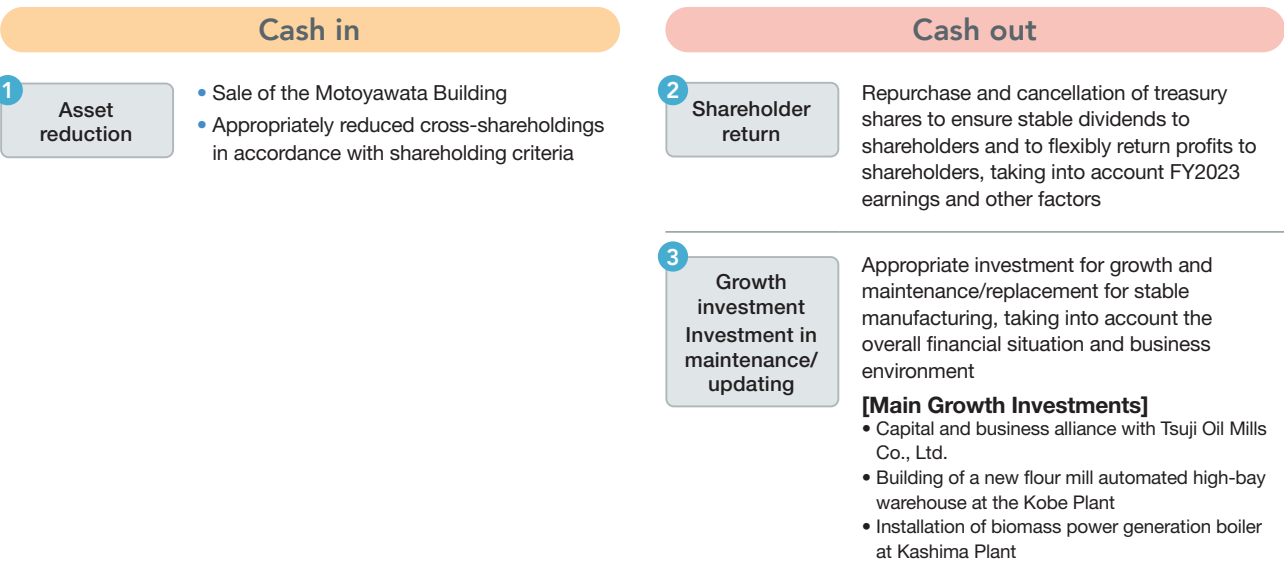 Cash in
1
Asset
reduction
• Sale of the Motoyawata Building
• Appropriately reduced cross-shareholdings
in accordance with shareholding criteria
Cash out
2
Shareholder
return
Repurchase and cancellation of treasury
shares to ensure stable dividends to
shareholders and to flexibly return profits to
shareholders, taking into account FY2023
earnings and other factors
3
Growth
investment
Investment in
maintenance/
updating
Appropriate investment for growth and
maintenance/replacement for stable
manufacturing, taking into account the
overall financial situation and business
environment
[Main Growth Investments]
• Capital and business alliance with Tsuji Oil Mills
Co., Ltd.
• Building of a new flour mill automated high-bay
warehouse at the Kobe Plant
• Installation of biomass power generation boiler
at Kashima Plant